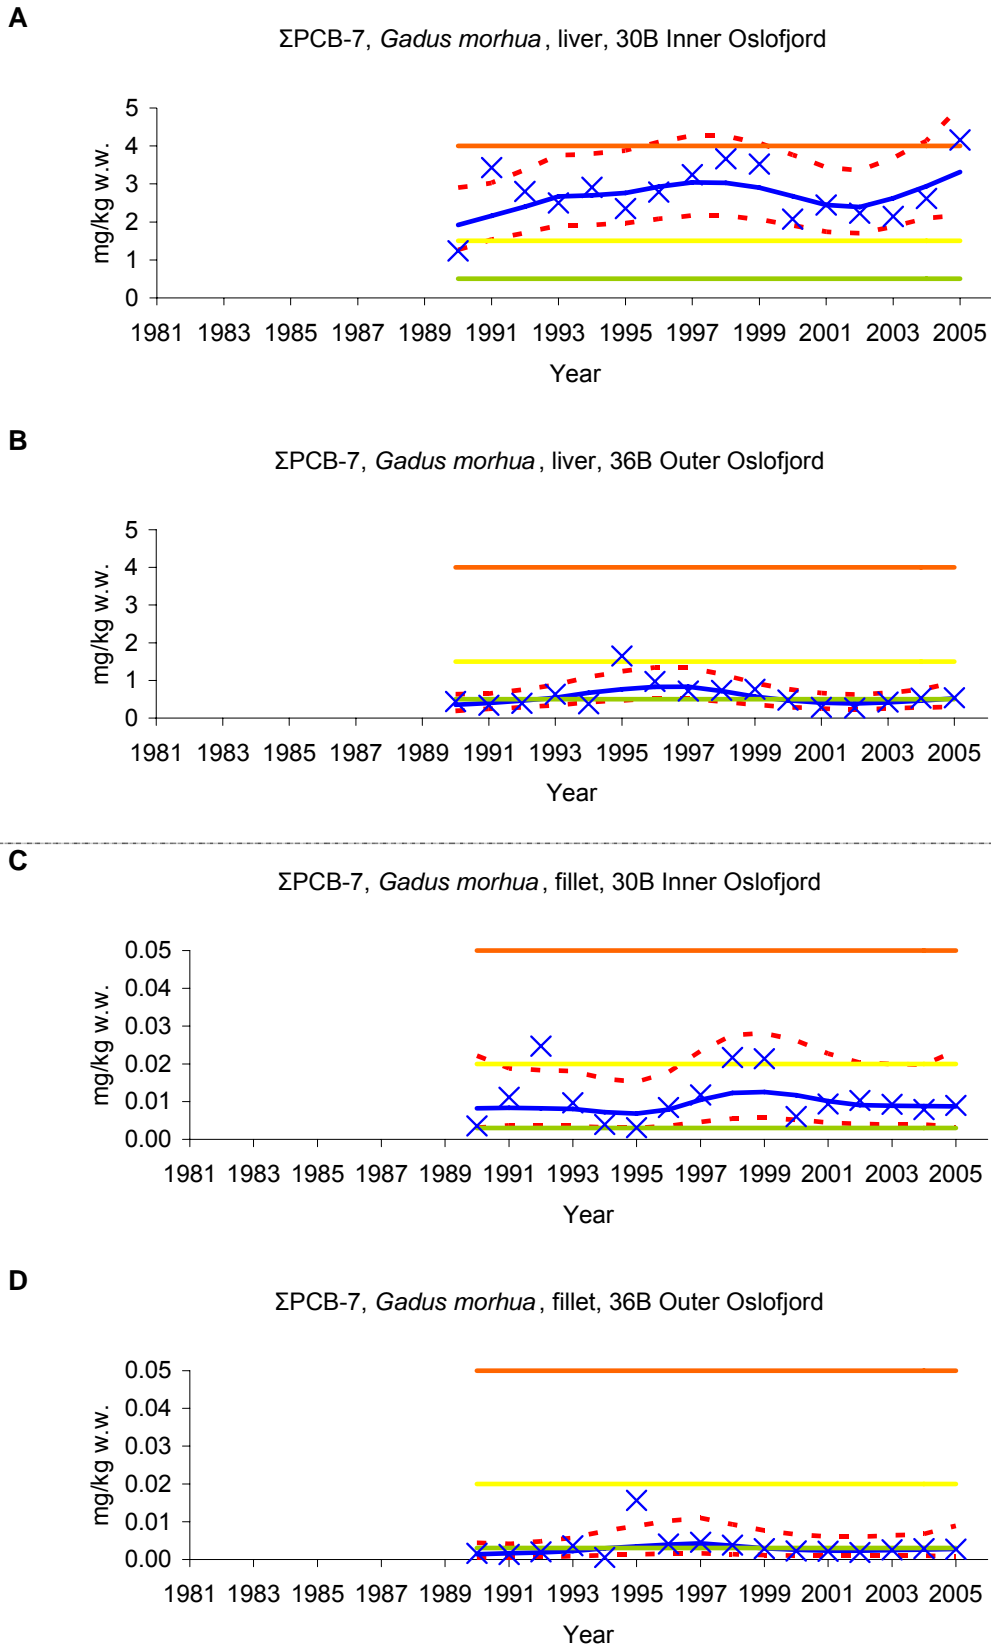 A
ΣPCB-7, Gadus morhua, liver, 30B Inner Oslofjord
5
4
3
2
1
0
mg/kg w.w.
1981 1983 1985 1987 1989 1991 1993 1995 1997 1999 2001 2003 2005
Year
B
ΣPCB-7, Gadus morhua, liver, 36B Outer Oslofjord
5
4
3
2
1
0
mg/kg w.w.
1981 1983 1985 1987 1989 1991 1993 1995 1997 1999 2001 2003 2005
Year
C
ΣPCB-7, Gadus morhua, fillet, 30B Inner Oslofjord
0.05
0.04
0.03
0.02
0.01
0.00
mg/kg w.w.
1981 1983 1985 1987 1989 1991 1993 1995 1997 1999 2001 2003 2005
Year
D
ΣPCB-7, Gadus morhua, fillet, 36B Outer Oslofjord
0.05
0.04
0.03
0.02
0.01
0.00
mg/kg w.w.
1981 1983 1985 1987 1989 1991 1993 1995 1997 1999 2001 2003 2005
Year